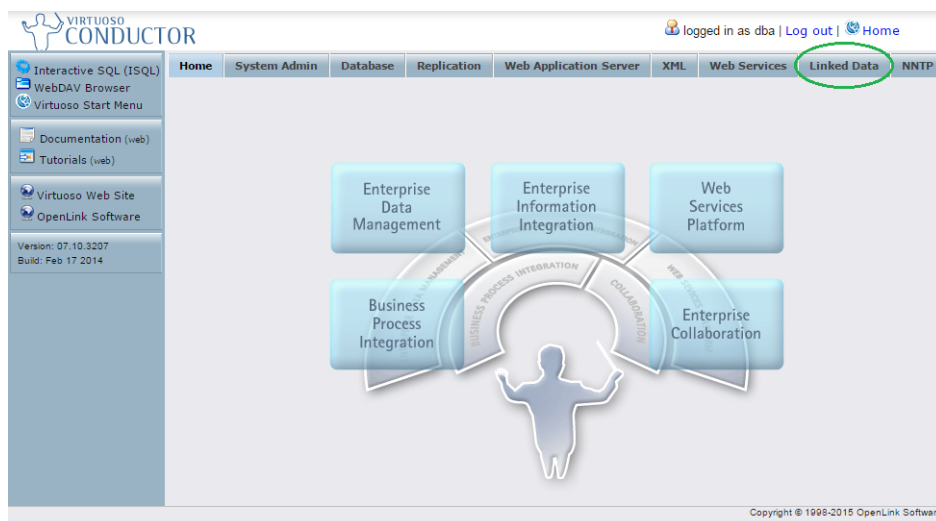 VIRTUOSO
CONDUCTOR
logged in as dba | Log out | Home
Home System Admin Database Replication Web Application Server XML Web Services Linked Data NNTP
Interactive SQL (ISQL)
WebDAV Browser
Virtuoso Start Menu
Documentation (web)
Tutorials (web)
Virtuoso Web Site
OpenLink Software
Version: 07.10.3207
Build: Feb 17 2014
Enterprise
Data
Management
Enterprise
Information
Integration
Web
Services
Platform
Business
Process
Integration
Enterprise
Collaboration
BUSINESS PROCESS INTEGRATION
COLLABORATION
Copyright © 1998-2015 OpenLink Softwar